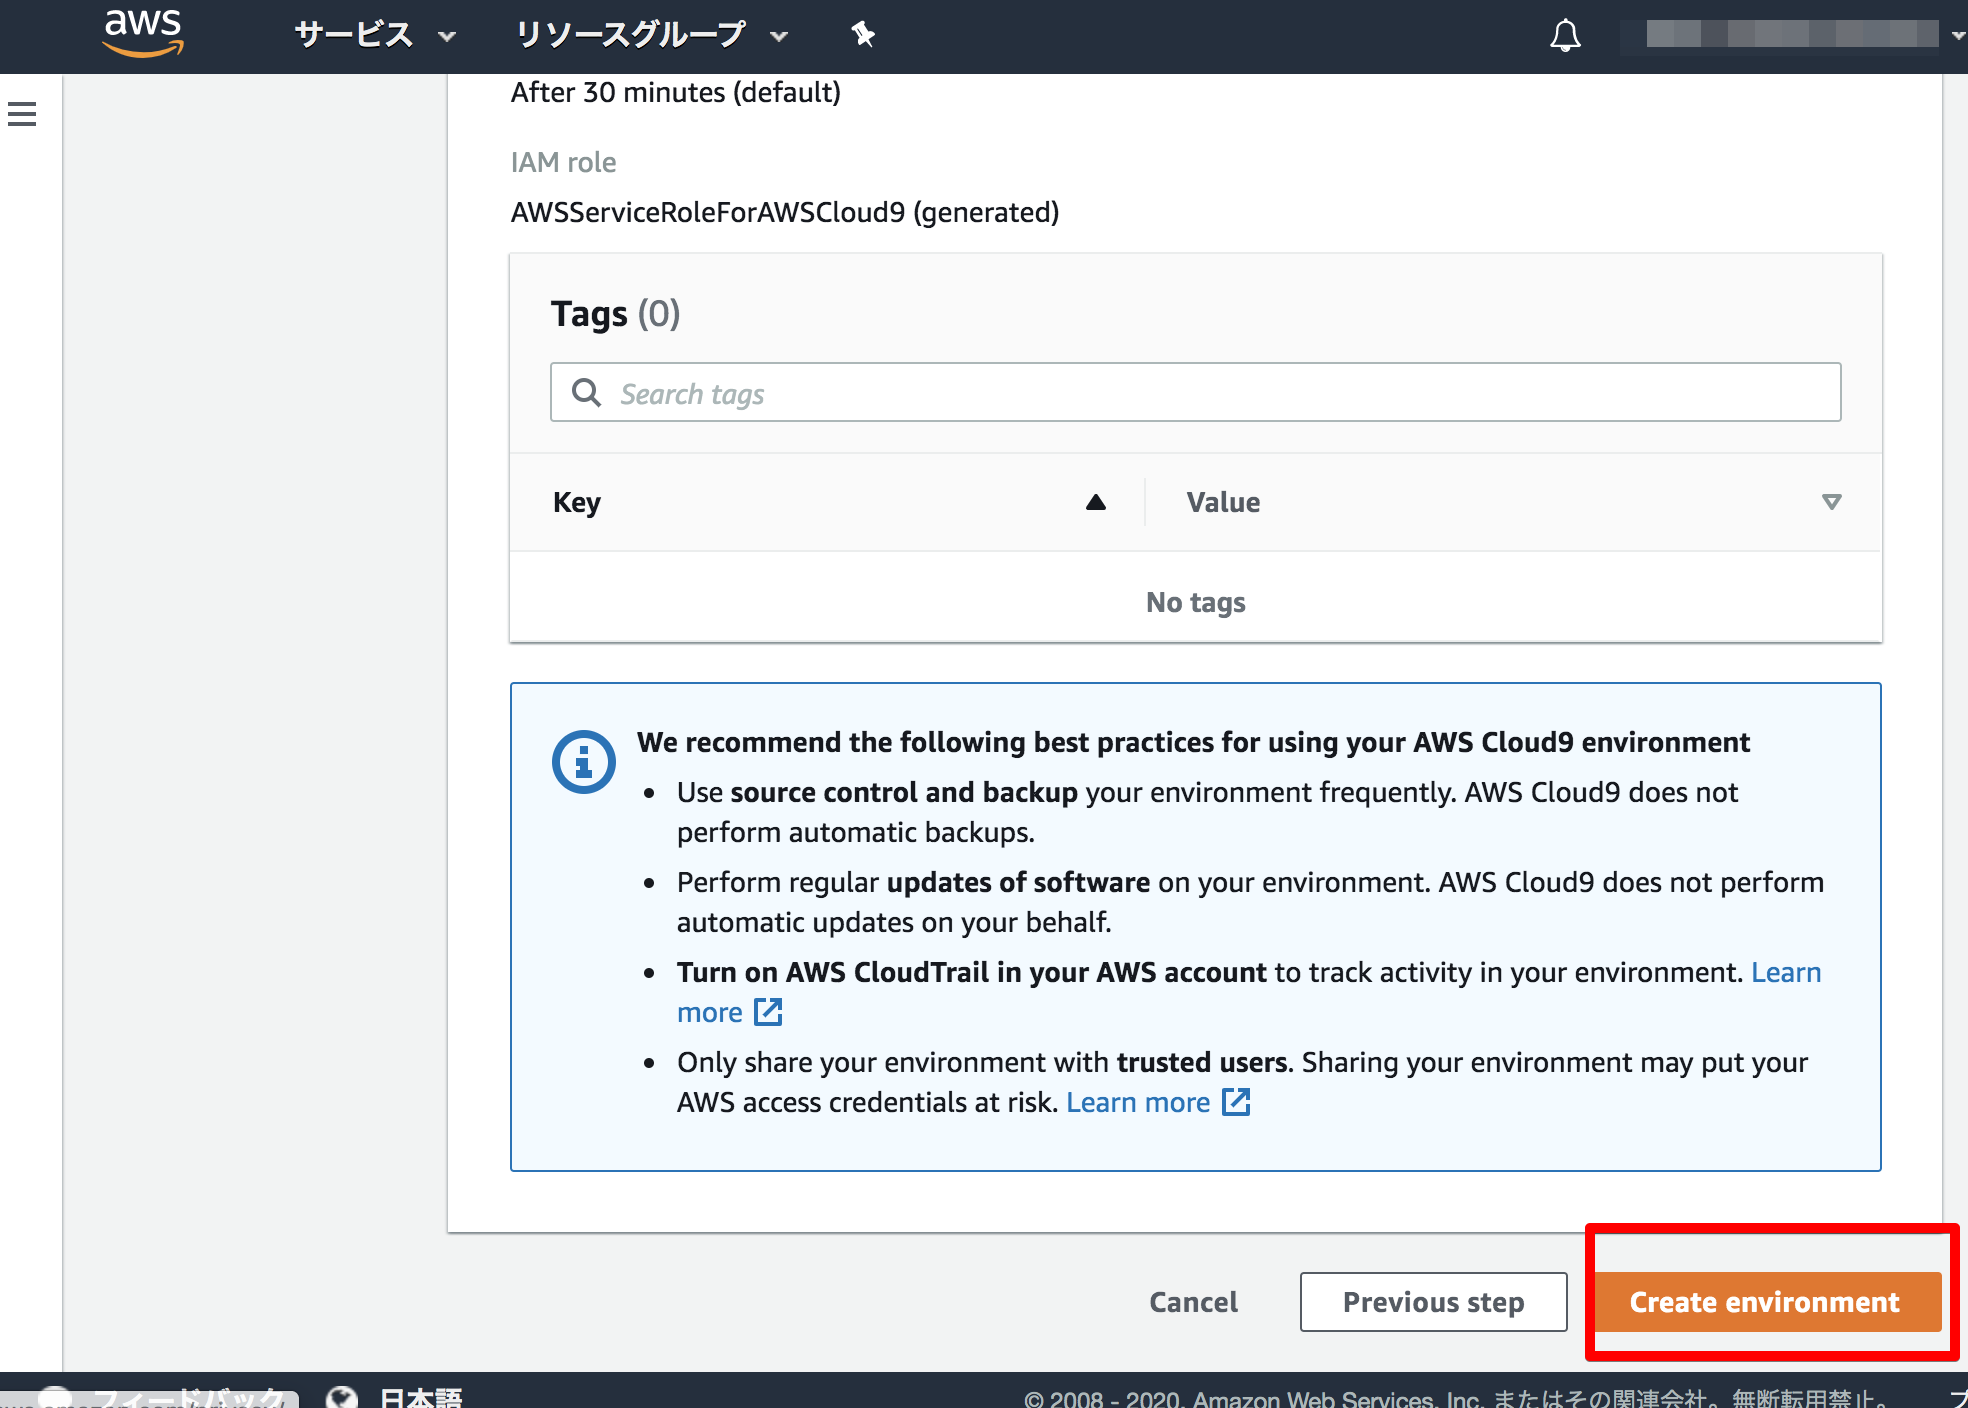 aws
サービス
リソースグループ
After 30 minutes (default)
IAM role
AWSServiceRoleForAWSCloud9 (generated)
Tags (0)
Search tags
Key
Value
No tags
We recommend the following best practices for using your AWS Cloud9 environment
• Use source control and backup your environment frequently. AWS Cloud9 does not
perform automatic backups.
• Perform regular updates of software on your environment. AWS Cloud9 does not perform
automatic updates on your behalf.
• Turn on AWS CloudTrail in your AWS account to track activity in your environment. Learn
more
• Only share your environment with trusted users. Sharing your environment may put your
AWS access credentials at risk. Learn more
Cancel
Previous step
Create environment
フィードバック
日本語
© 2008 - 2020, Amazon Web Services, Inc. またはその関連会社。無断転用禁止。